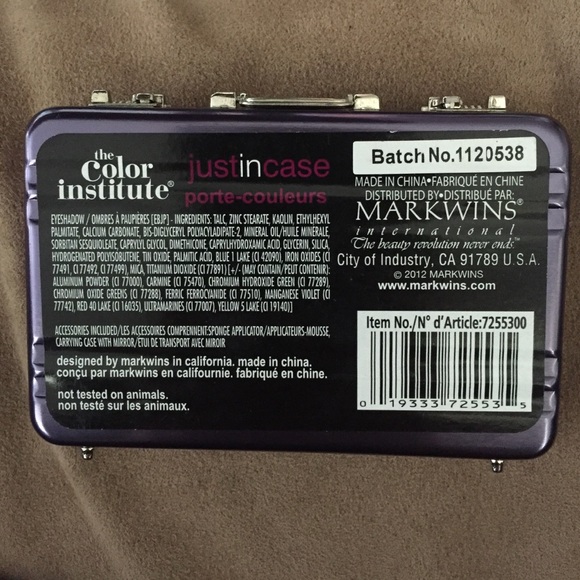 the
Color
institute®
justincase
porte-couleurs
EYESHADOW / OMBRES À PAUPIÈRES [EBJP] - INGREDIENTS: TALC, ZINC STEARATE, KAOLIN, ETHYLHEXYL
PALMITATE, CALCIUM CARBONATE, BIS-DIGLYCERYL POLYACYLADIPATE-2, MINERAL OIL/HUILE MINERALE,
SORBITAN SESQUIOLEATE, CAPRYLYL GLYCOL, DIMETHICONE, CAPRYLHYDROXAMIC ACID, GLYCERIN, SILICA,
HYDROGENATED POLYISOBUTENE, TIN OXIDE, PALMITIC ACID, BLUE 1 LAKE (CI 42090), IRON OXIDES (CI
77491, CI 77492, CI 77499), MICA, TITANIUM DIOXIDE (CI 77891) [+/- (MAY CONTAIN/PEUT CONTENIR):
ALUMINUM POWDER (CI 77000), CARMINE (CI 75470), CHROMIUM HYDROXIDE GREEN (CI 77289),
CHROMIUM OXIDE GREENS (CI 77288), FERRIC FERROCYANIDE (CI 77510), MANGANESE VIOLET (CI
77742), RED 40 LAKE (CI 16035), ULTRAMARINES (CI 77007), YELLOW 5 LAKE (CI 19140)]
ACCESSORIES INCLUDED/LES ACCESSOIRES COMPRENNENT:SPONGE APPLICATOR/APPLICATEURS-MOUSSE,
CARRYING CASE WITH MIRROR/ÉTUI DE TRANSPORT AVEC MIROIR
designed by markwins in california. made in china.
conçu par markwins en californie. fabriqué en chine.
not tested on animals.
non testé sur les animaux.
Batch No.1120538
MADE IN CHINA•FABRIQUÉ EN CHINE
DISTRIBUTED BY•DISTRIBUÉ PAR:
MARKWINS®
international
The beauty revolution never ends.™
City of Industry, CA 91789 U.S.A.
© 2012 MARKWINS
www.markwins.com
Item No./N° d'Article:7255300
0 19333 72553 5